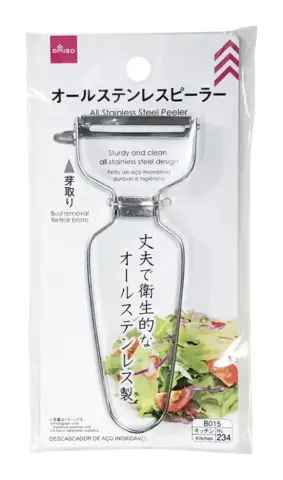 DAISO
オールステンレスピーラー
All Stainless Steel Peeler
Sturdy and clean
all stainless steel design
Feito de aço inoxidável
durável e higiênico
芽取り
Bud removal
Retirar broto
丈夫で衛生的な
オールステンレス製
B015
キッチン
Kitchen
No.
234
DESCASCADOR DE AÇO INOXIDÁVEL